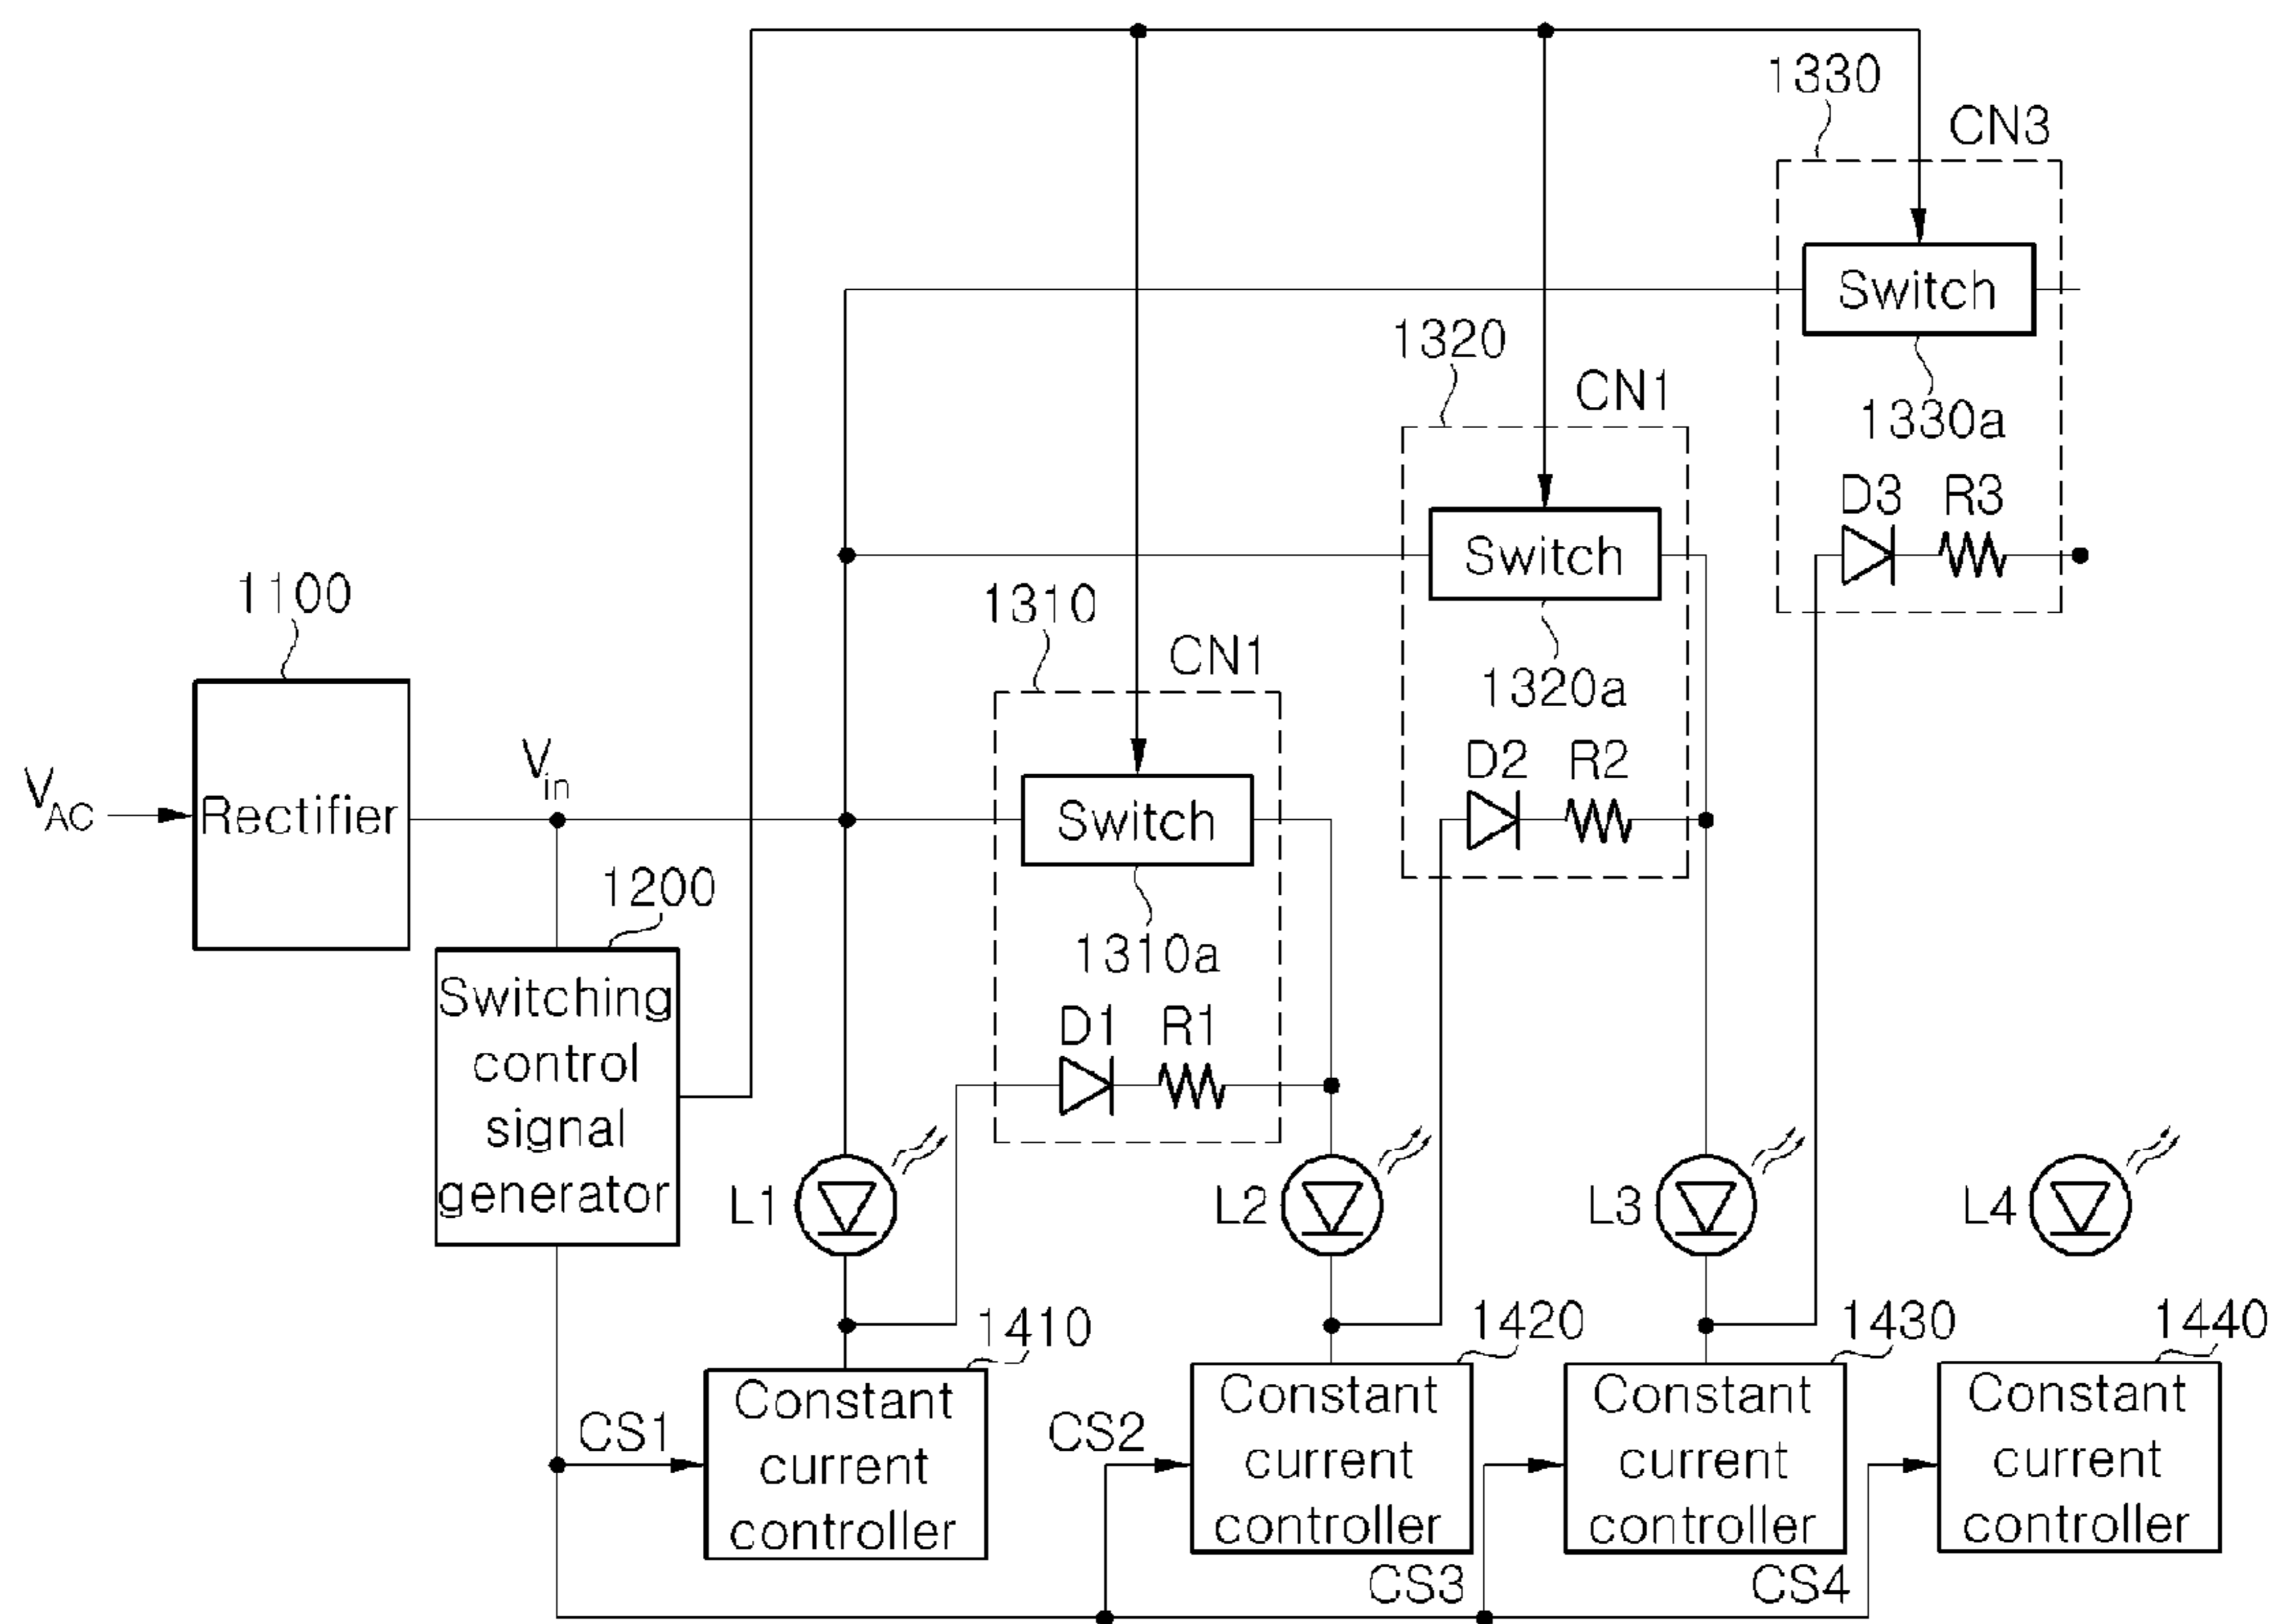 1330
CN3
Switch
1320
1330a
CN1
D3 R3
Switch
1100
1310
CN1
1320a
V_in
D2 R2
V_AC
Rectifier
Switch
1200
1310a
Switching
control
signal
generator
D1 R1
L1
L2
L3
L4
1410
1420
1430
1440
CS1
Constant
current
controller
CS2
Constant
current
controller
Constant
current
controller
Constant
current
controller
CS3
CS4